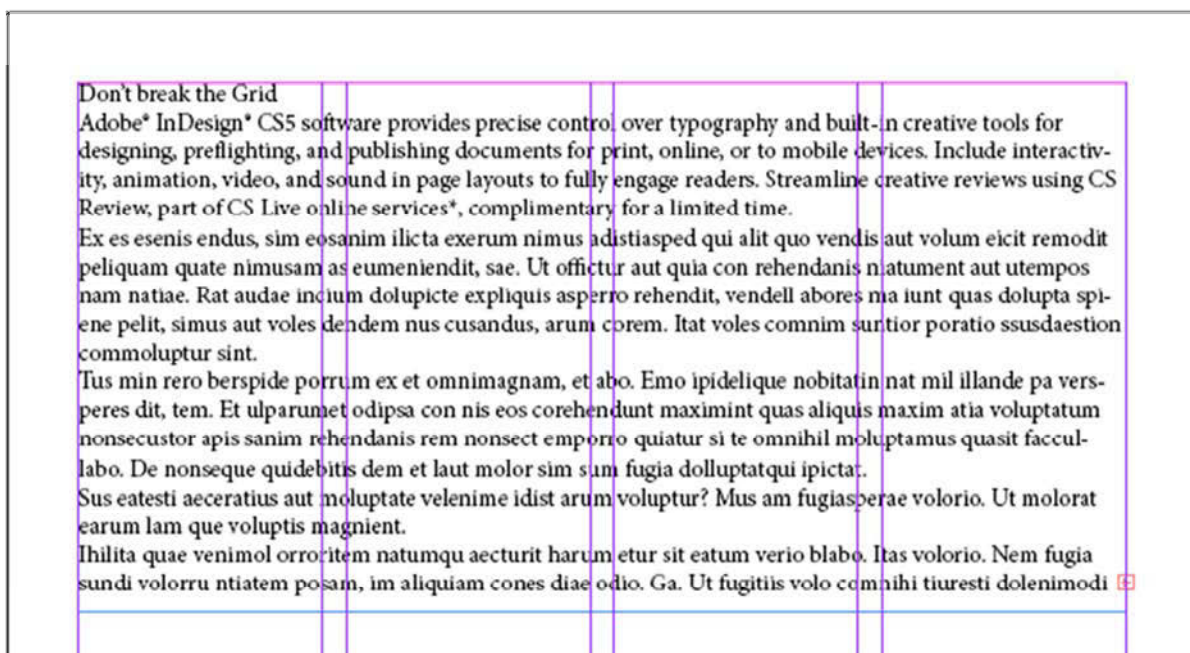 Don't break the Grid
Adobe® InDesign® CS5 software provides precise control over typography and built-in creative tools for
designing, preflighting, and publishing documents for print, online, or to mobile devices. Include interactiv-
ity, animation, video, and sound in page layouts to fully engage readers. Streamline creative reviews using CS
Review, part of CS Live online services*, complimentary for a limited time.
Ex es esenis endus, sim eosanim ilicta exerum nimus adistiasped qui alit quo vendis aut volum eicit remodit
peliquam quate nimusam as eumeniendit, sae. Ut offictur aut quia con rehendanis natument aut utempos
nam natiae. Rat audae incium dolupicte expliquis asperro rehendit, vendell abores ma iunt quas dolupta spi-
ene pelit, simus aut voles dendem nus cusandus, arum corem. Itat voles comnim suntior poratio ssusdaestion
commoluptur sint.
Tus min rero berspide porrum ex et omnimagnam, et abo. Emo ipidelique nobitatin nat mil illande pa vers-
peres dit, tem. Et ulparumet odipsa con nis eos corehendunt maximint quas aliquis maxim atia voluptatum
nonsecustor apis sanim rehendanis rem nonsect emporro quiatur si te omnihil moluptamus quasit faccul-
labo. De nonseque quidebitis dem et laut molor sim sum fugia dolluptatqui ipictat.
Sus eatesti aeceratius aut moluptate velenime idist arum voluptur? Mus am fugiasperae volorio. Ut molorat
earum lam que voluptis magnient.
Ihilita quae venimol orroritem natumqu aecturit harum etur sit eatum verio blabo. Itas volorio. Nem fugia
sundi volorru ntiatem posam, im aliquiam cones diae odio. Ga. Ut fugitiis volo comnihi tiuresti dolenimodi